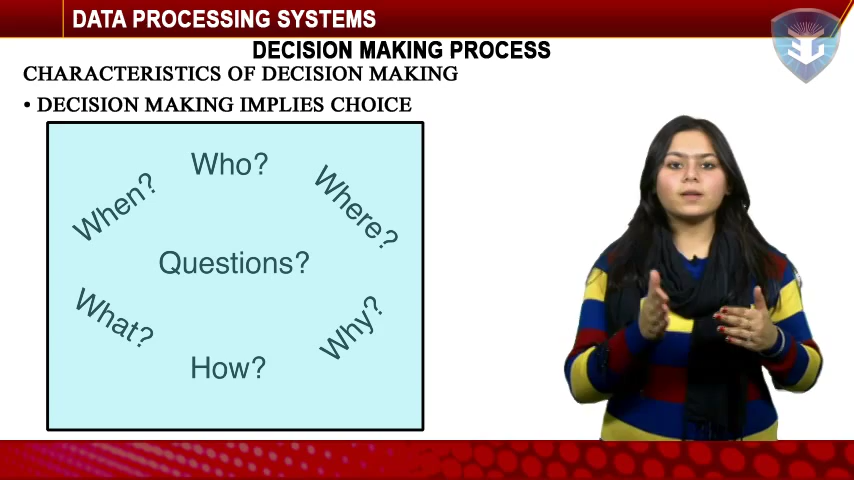 DATA PROCESSING SYSTEMS
DECISION MAKING PROCESS
CHARACTERISTICS OF DECISION MAKING
• DECISION MAKING IMPLIES CHOICE
Who?
When?
Where?
Questions?
What?
Why?
How?